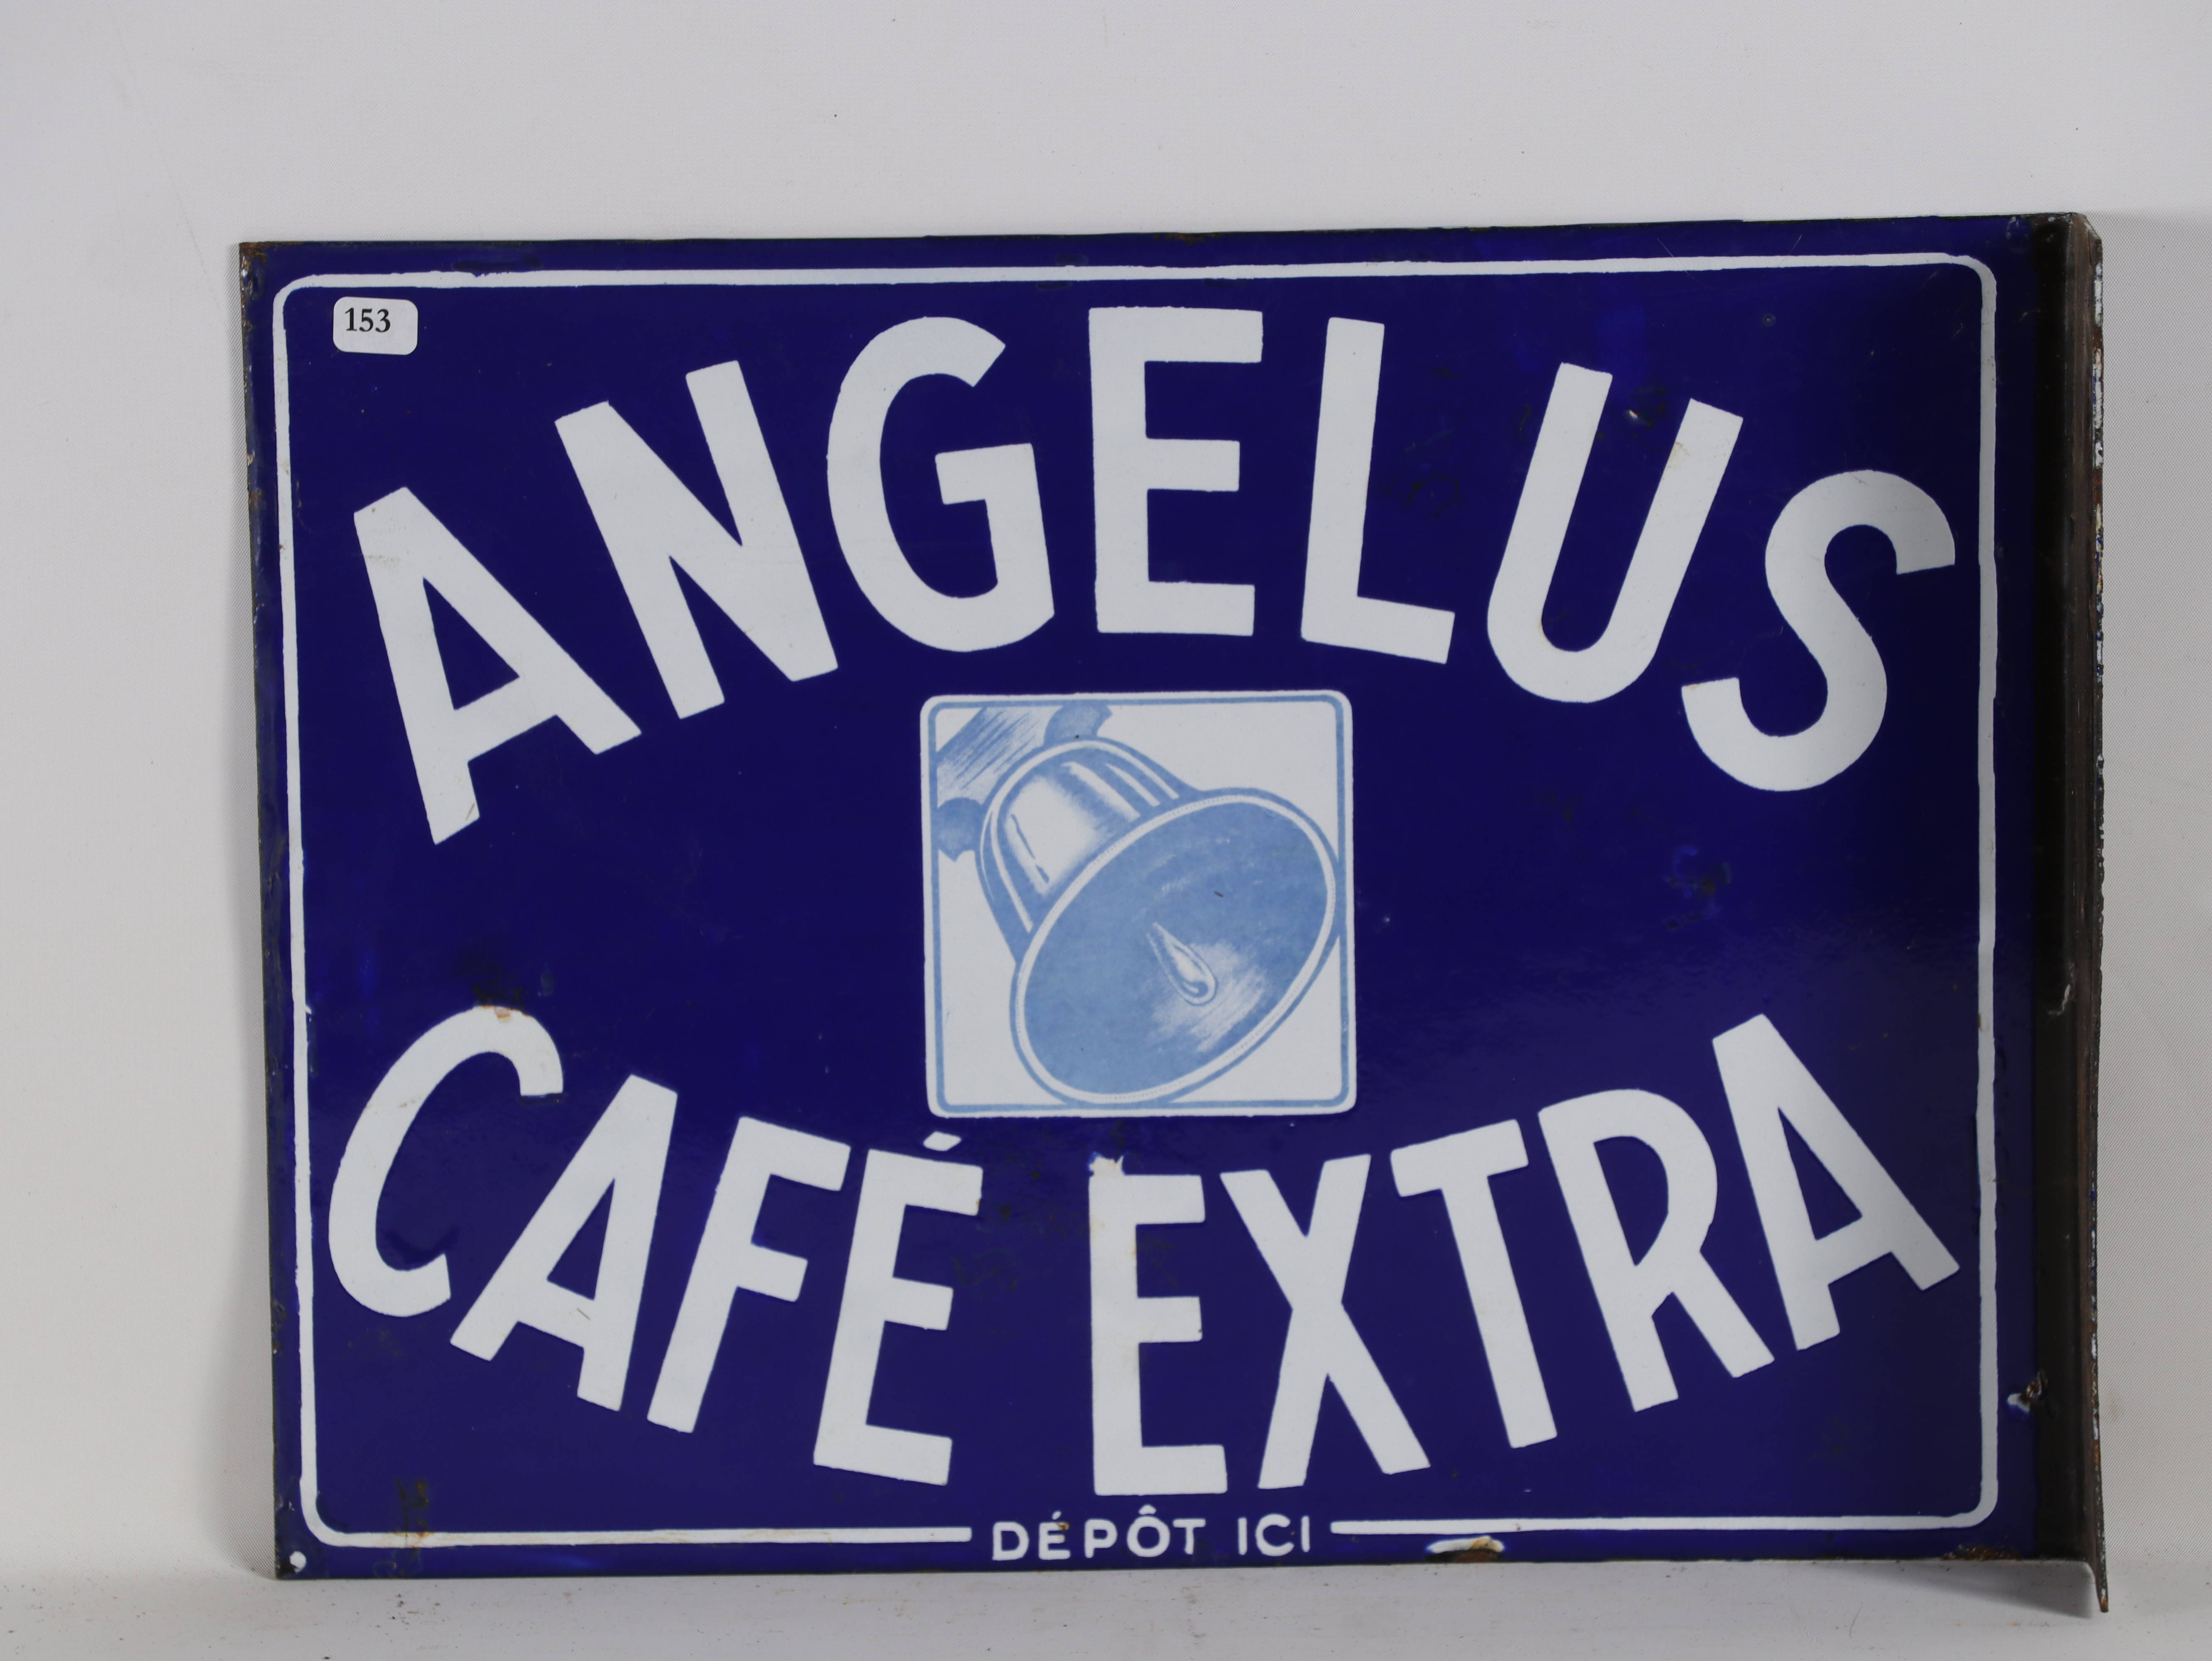 153
ANGELUS
CAFÉ EXTRA
DÉPÔT ICI